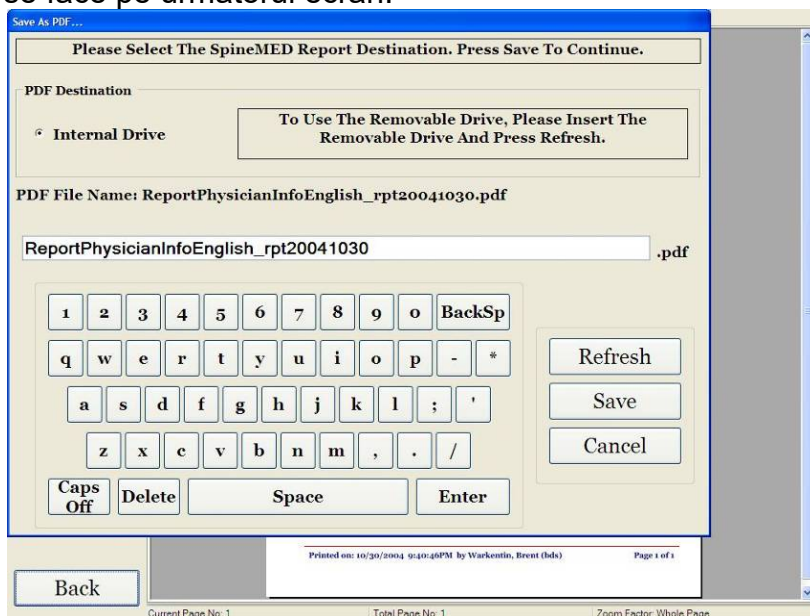 se face pe următorul ecran.
Save As PDF...
Please Select The SpineMED Report Destination. Press Save To Continue.
PDF Destination
Internal Drive
To Use The Removable Drive, Please Insert The
Removable Drive And Press Refresh.
PDF File Name: ReportPhysicianInfoEnglish_rpt20041030.pdf
ReportPhysicianInfoEnglish_rpt20041030
.pdf
1 2 3 4 5 6 7 8 9 0 BackSp
q w e r t y u i o p - *
Refresh
a s d f g h j k l ; '
Save
z x c v b n m , . /
Cancel
Caps
Off
Delete Space Enter
Printed on: 10/30/2004 9:40:46PM by Warkentin, Brent (bds) Page 1 of 1
Back
Current Page No: 1 Total Page No: 1 Zoom Factor: Whole Page